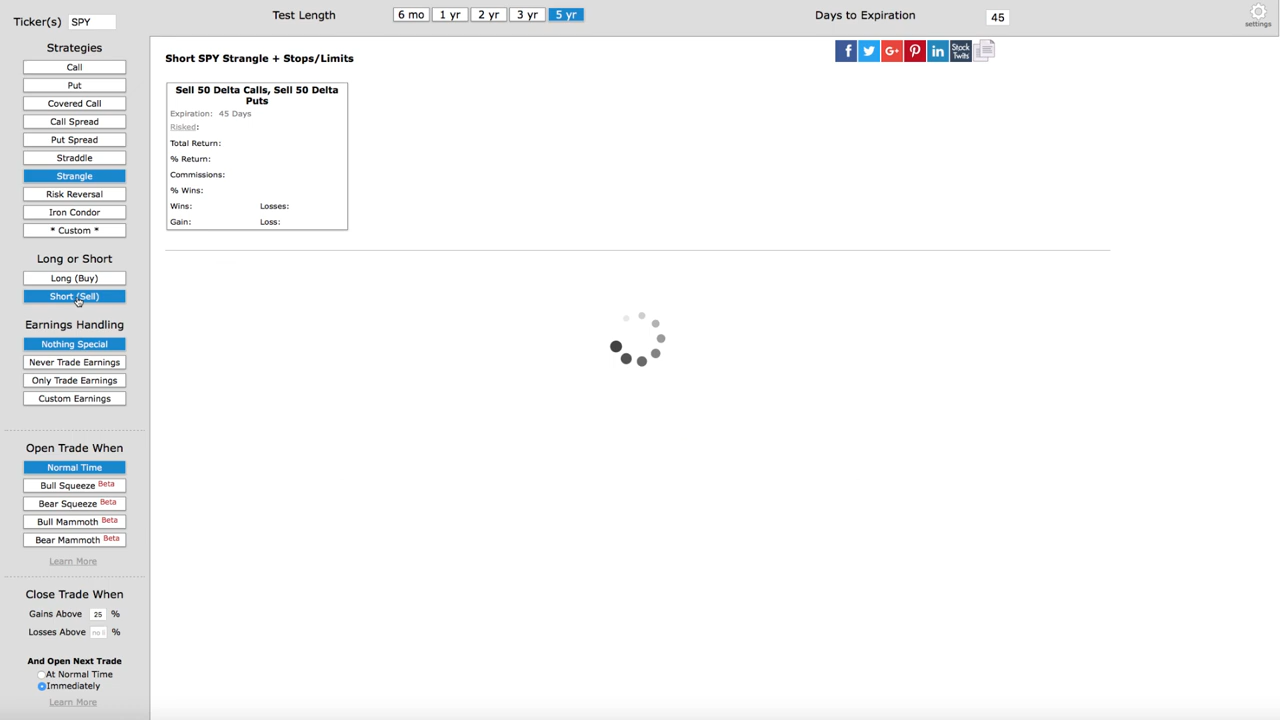 Ticker(s) SPY
Test Length
6 mo
1 yr
2 yr
3 yr
5 yr
Days to Expiration
45
settings
Strategies
Call
Put
Covered Call
Call Spread
Put Spread
Straddle
Strangle
Risk Reversal
Iron Condor
* Custom *
Long or Short
Long (Buy)
Short (Sell)
Earnings Handling
Nothing Special
Never Trade Earnings
Only Trade Earnings
Custom Earnings
Open Trade When
Normal Time
Bull Squeeze Beta
Bear Squeeze Beta
Bull Mammoth Beta
Bear Mammoth Beta
Learn More
Close Trade When
Gains Above 25 %
Losses Above %
And Open Next Trade
At Normal Time
Immediately
Learn More
Short SPY Strangle + Stops/Limits
f
G+
in
Stock
Twits
Sell 50 Delta Calls, Sell 50 Delta
Puts
Expiration: 45 Days
Risked:
Total Return:
% Return:
Commissions:
% Wins:
Wins: Losses:
Gain: Loss: